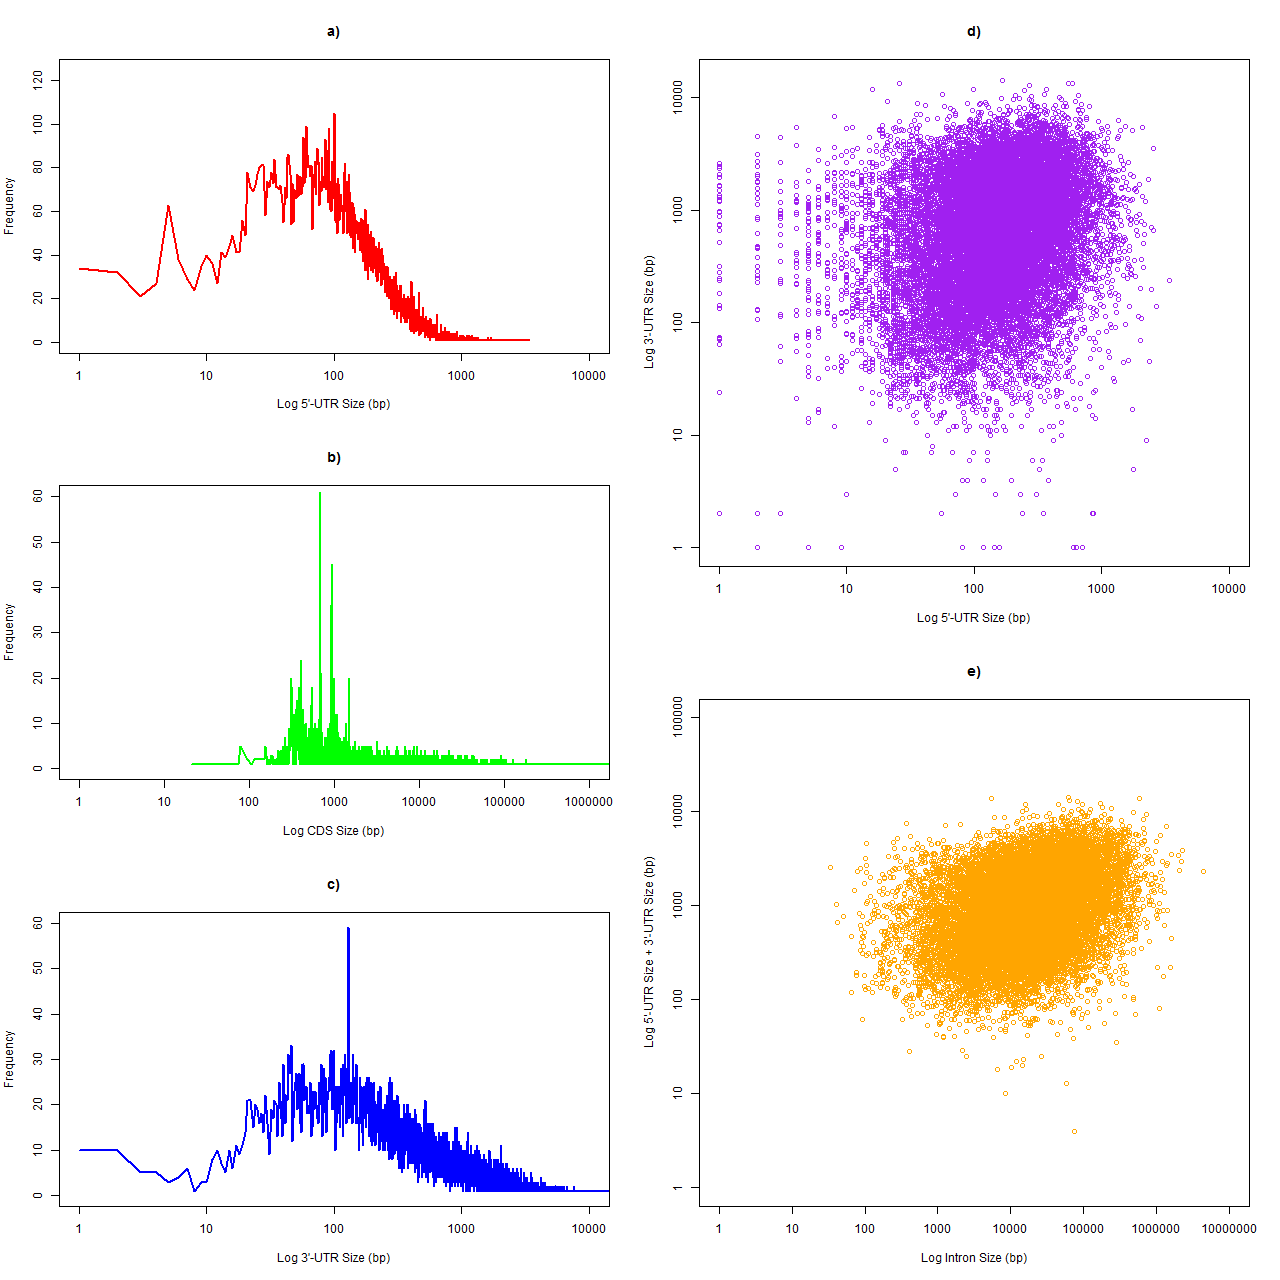 a)
Frequency
0 20 40 60 80 100 120
1 10 100 1000 10000
Log 5'-UTR Size (bp)
b)
Frequency
0 10 20 30 40 50 60
1 10 100 1000 10000 100000 1000000
Log CDS Size (bp)
c)
Frequency
0 10 20 30 40 50 60
1 10 100 1000 10000
Log 3'-UTR Size (bp)
d)
Log 3'-UTR Size (bp)
1 10 100 1000 10000
1 10 100 1000 10000
Log 5'-UTR Size (bp)
e)
Log 5'-UTR Size + 3'-UTR Size (bp)
1 10 100 1000 10000 100000
1 10 100 1000 10000 100000 1000000 10000000
Log Intron Size (bp)